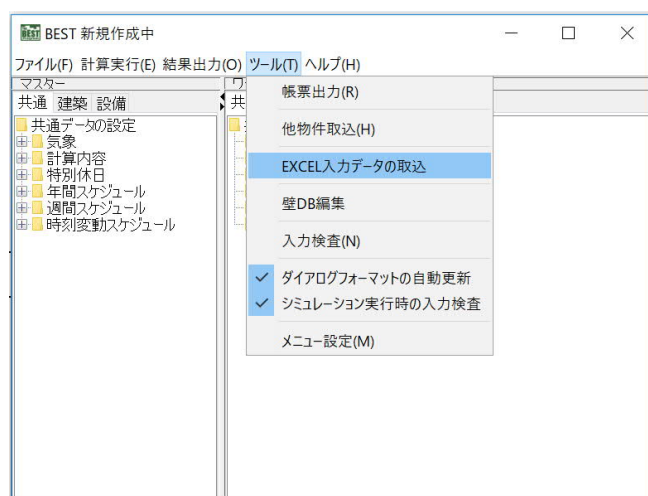 BEST 新規作成中
ファイル(F) 計算実行(E) 結果出力(O) ツール(T) ヘルプ(H)
マスター
共通 建築 設備
共
共通データの設定
気象
計算内容
特別休日
年間スケジュール
週間スケジュール
時刻変動スケジュール
帳票出力(R)
他物件取込(H)
EXCEL入力データの取込
壁DB編集
入力検査(N)
ダイアログフォーマットの自動更新
シミュレーション実行時の入力検査
メニュー設定(M)